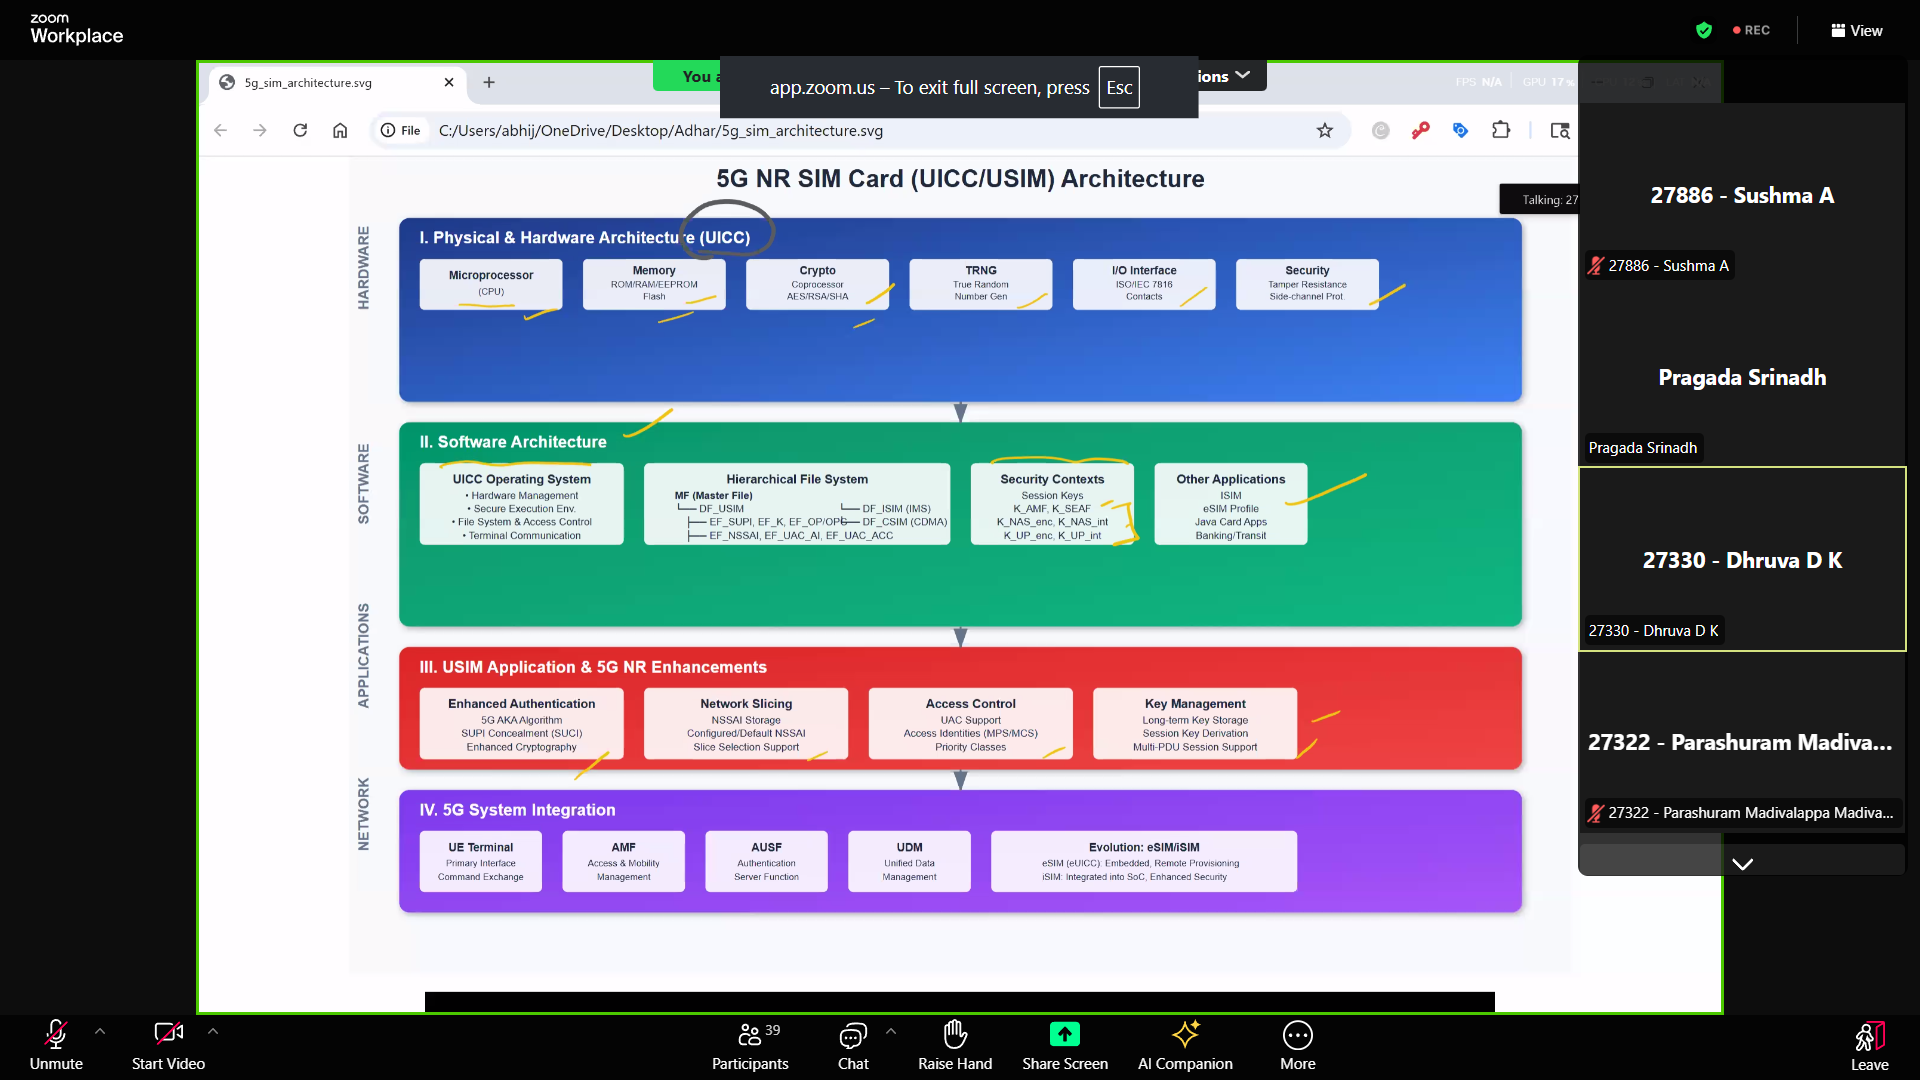 zoom
Workplace
REC
View
5g_sim_architecture.svg
You a
ions
app.zoom.us – To exit full screen, press Esc
FPS N/A GPU 17 %
File
C:/Users/abhij/OneDrive/Desktop/Adhar/5g_sim_architecture.svg
Talking: 27
5G NR SIM Card (UICC/USIM) Architecture
HARDWARE
I. Physical & Hardware Architecture (UICC)
Microprocessor
(CPU)
Memory
ROM/RAM/EEPROM
Flash
Crypto
Coprocessor
AES/RSA/SHA
TRNG
True Random
Number Gen
I/O Interface
ISO/IEC 7816
Contacts
Security
Tamper Resistance
Side-channel Prot.
SOFTWARE
II. Software Architecture
UICC Operating System
• Hardware Management
• Secure Execution Env.
• File System & Access Control
• Terminal Communication
Hierarchical File System
MF (Master File)
DF_USIM
DF_ISIM (IMS)
EF_SUPI, EF_K, EF_OP/OPc
DF_CSIM (CDMA)
EF_NSSAI, EF_UAC_AI, EF_UAC_ACC
Security Contexts
Session Keys
K_AMF, K_SEAF
K_NAS_enc, K_NAS_int
K_UP_enc, K_UP_int
Other Applications
ISIM
eSIM Profile
Java Card Apps
Banking/Transit
APPLICATIONS
III. USIM Application & 5G NR Enhancements
Enhanced Authentication
5G AKA Algorithm
SUPI Concealment (SUCI)
Enhanced Cryptography
Network Slicing
NSSAI Storage
Configured/Default NSSAI
Slice Selection Support
Access Control
UAC Support
Access Identities (MPS/MCS)
Priority Classes
Key Management
Long-term Key Storage
Session Key Derivation
Multi-PDU Session Support
NETWORK
IV. 5G System Integration
UE Terminal
Primary Interface
Command Exchange
AMF
Access & Mobility
Management
AUSF
Authentication
Server Function
UDM
Unified Data
Management
Evolution: eSIM/iSIM
eSIM (eUICC): Embedded, Remote Provisioning
iSIM: Integrated into SoC, Enhanced Security
27886 - Sushma A
27886 - Sushma A
Pragada Srinadh
Pragada Srinadh
27330 - Dhruva D K
27330 - Dhruva D K
27322 - Parashuram Madiva...
27322 - Parashuram Madivalappa Madiva...
Unmute
Start Video
39
Participants
Chat
Raise Hand
Share Screen
AI Companion
More
Leave